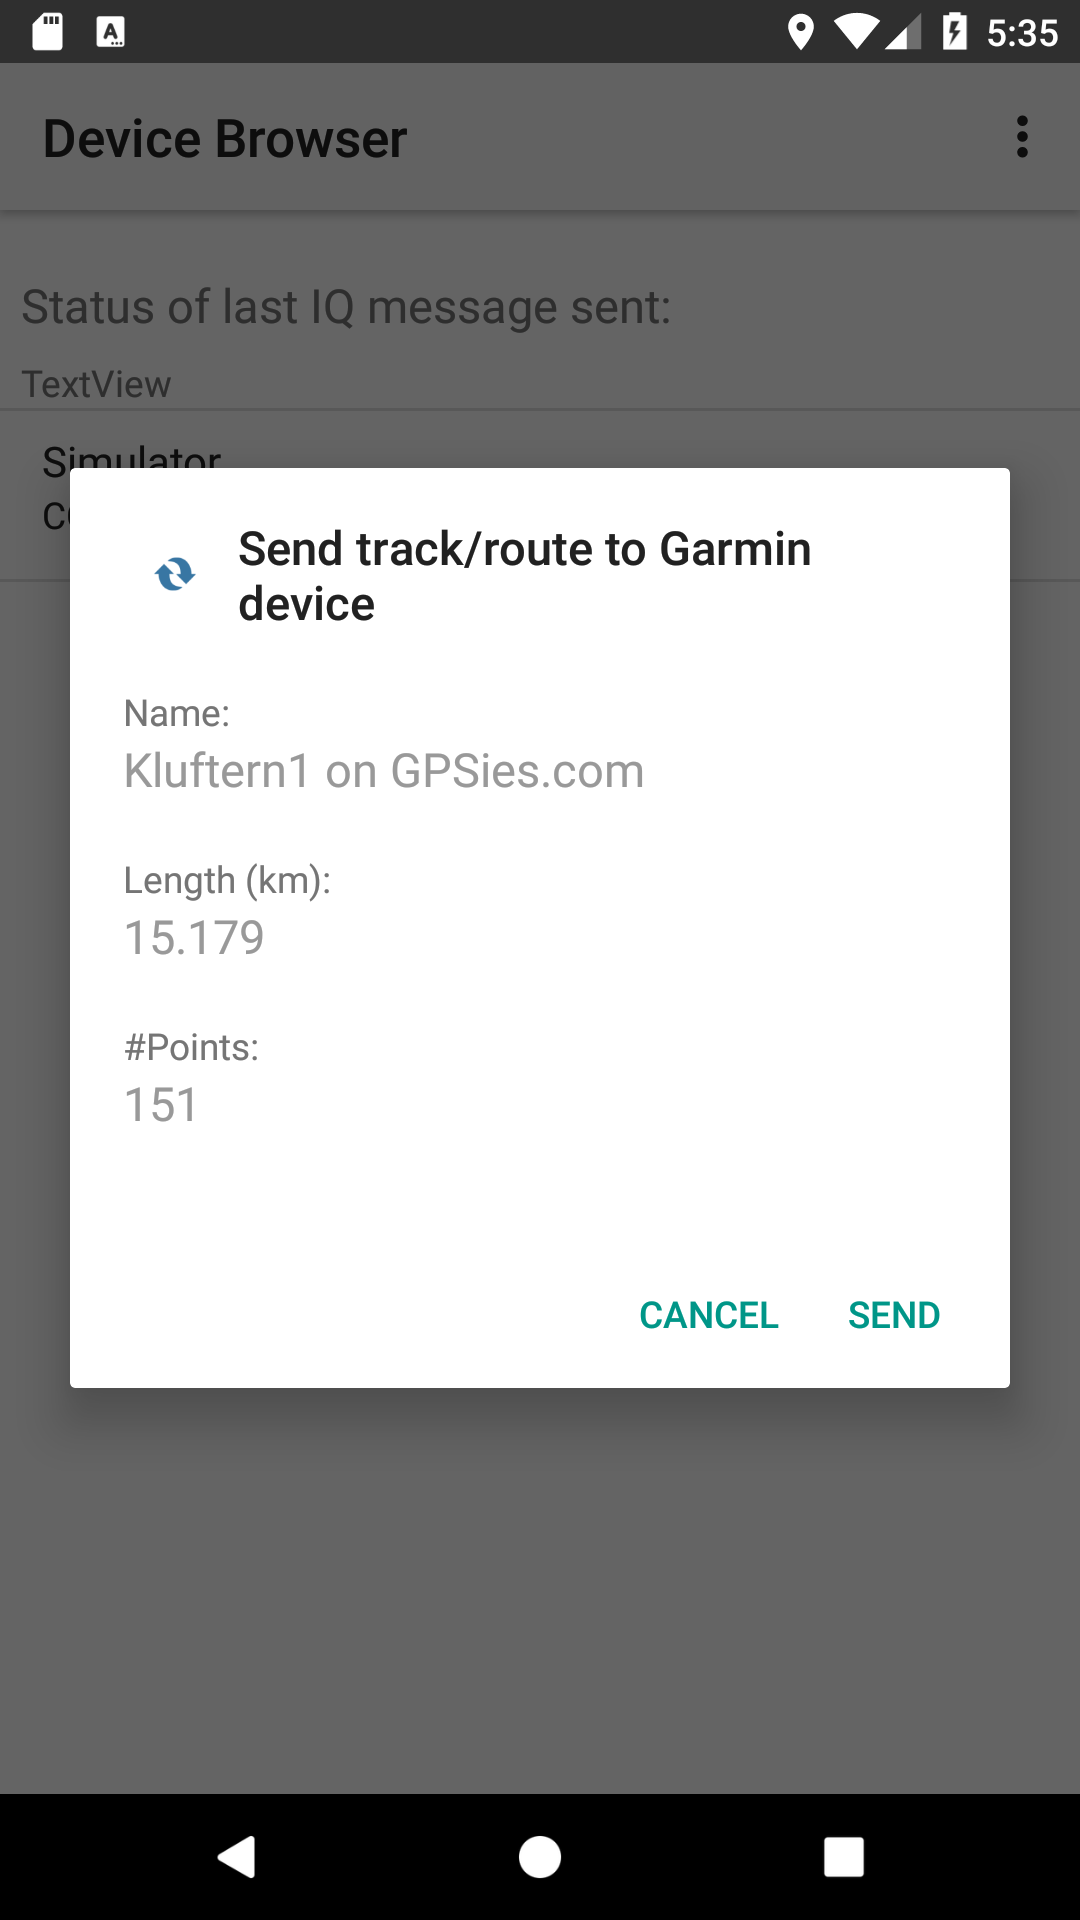 5:35
Device Browser
Status of last IQ message sent:
TextView
Simulator
Send track/route to Garmin
device
Name:
Kluftern1 on GPSies.com
Length (km):
15.179
#Points:
151
CANCEL SEND